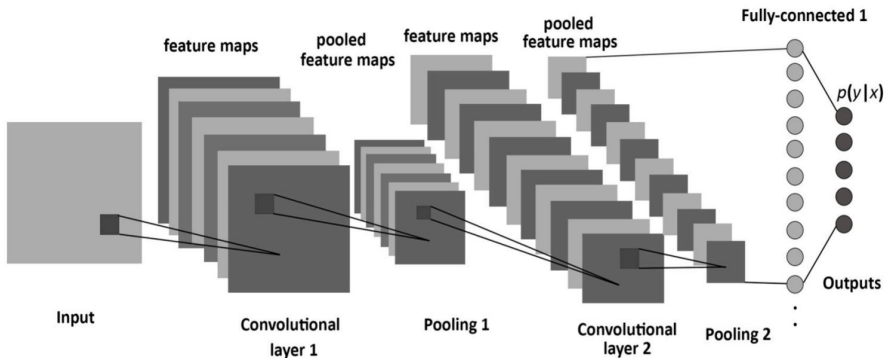 feature maps
pooled
feature maps
feature maps
pooled
feature maps
Fully-connected 1
p(y|x)
Outputs
Input
Convolutional
layer 1
Pooling 1
Convolutional
layer 2
Pooling 2